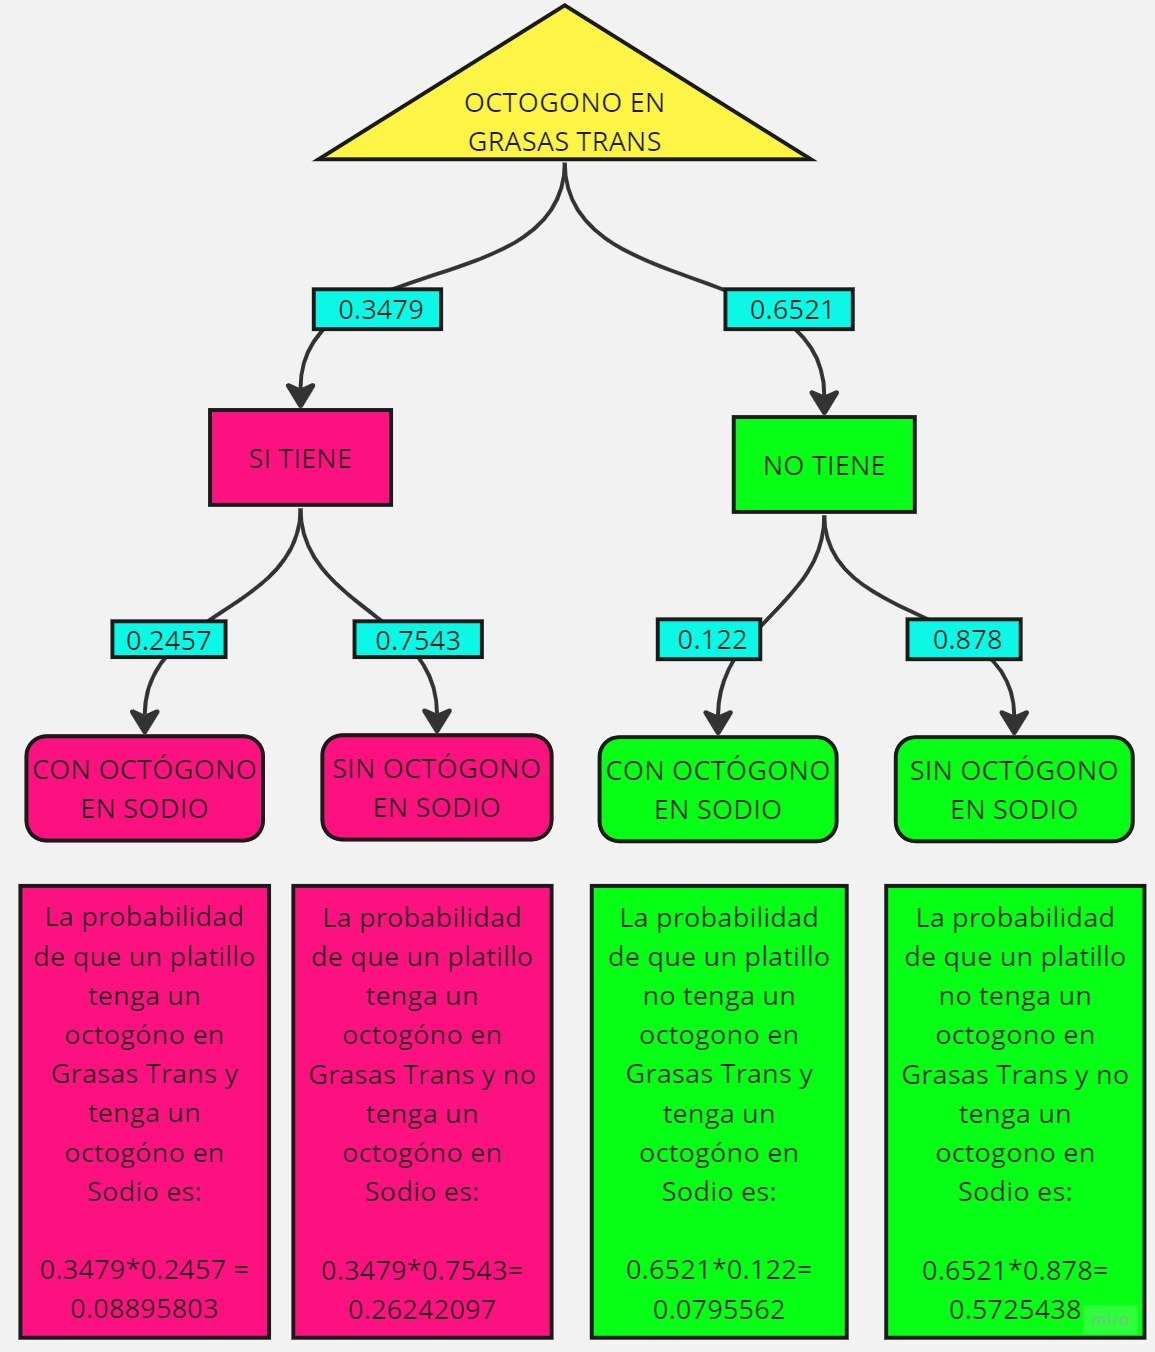 OCTOGONO EN
GRASAS TRANS
0.3479
0.6521
SI TIENE
NO TIENE
0.2457
0.7543
0.122
0.878
CON OCTÓGONO
EN SODIO
SIN OCTÓGONO
EN SODIO
CON OCTÓGONO
EN SODIO
SIN OCTÓGONO
EN SODIO
La probabilidad
de que un platillo
tenga un
octogóno en
Grasas Trans y
tenga un
octogóno en
Sodio es:
0.3479*0.2457 =
0.08895803
La probabilidad
de que un platillo
tenga un
octogóno en
Grasas Trans y no
tenga un
octogóno en
Sodio es:
0.3479*0.7543=
0.26242097
La probabilidad
de que un platillo
no tenga un
octogono en
Grasas Trans y
tenga un
octogóno en
Sodio es:
0.6521*0.122=
0.0795562
La probabilidad
de que un platillo
no tenga un
octogono en
Grasas Trans y no
tenga un
octogono en
Sodio es:
0.6521*0.878=
0.5725438
miro